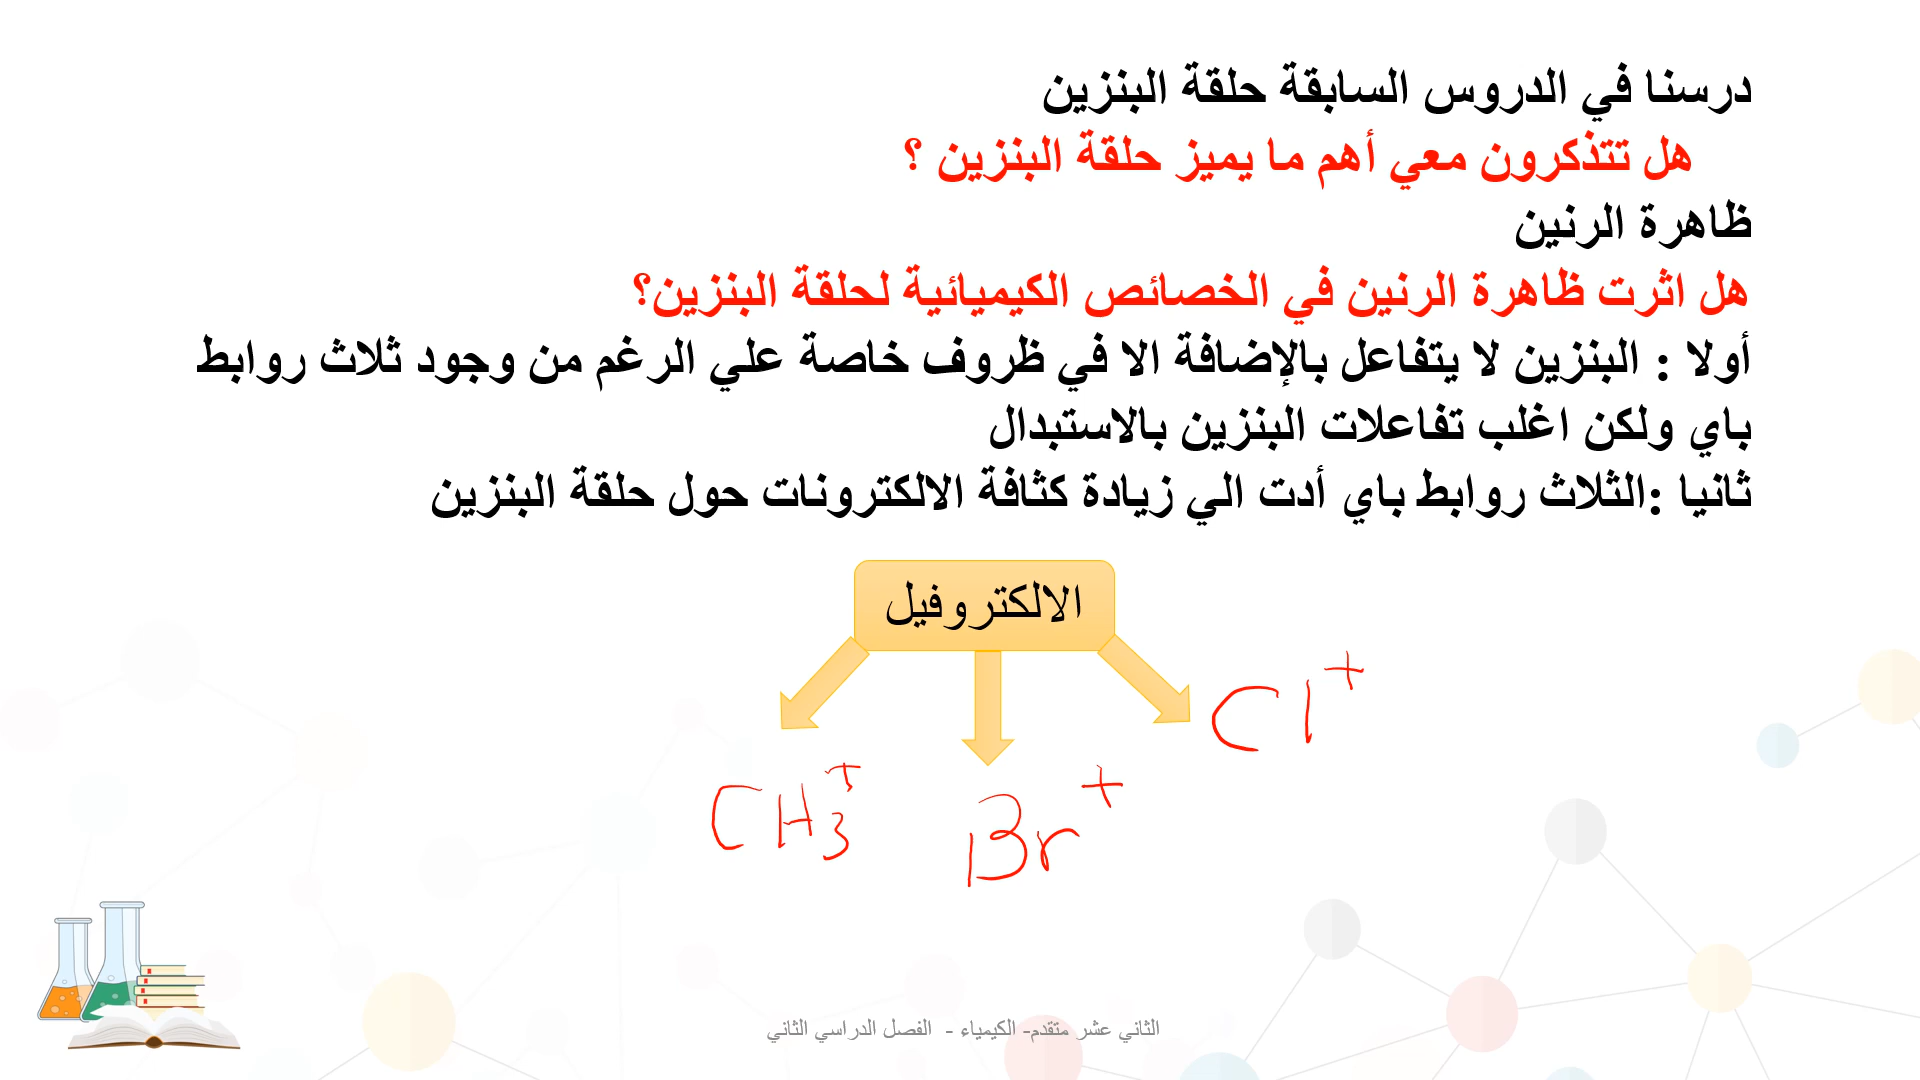 درسنا في الدروس السابقة حلقة البنزين
هل تتذكرون معي أهم ما يميز حلقة البنزين ؟
ظاهرة الرنين
هل اثرت ظاهرة الرنين في الخصائص الكيميائية لحلقة البنزين؟
أولا : البنزين لا يتفاعل بالإضافة الا في ظروف خاصة علي الرغم من وجود ثلاث روابط
باي ولكن اغلب تفاعلات البنزين بالاستبدال
ثانيا :الثلاث روابط باي أدت الي زيادة كثافة الالكترونات حول حلقة البنزين
الالكتروفيل
Cl⁺
Br⁺
CH₃⁺
الثاني عشر متقدم- الكيمياء - الفصل الدراسي الثاني